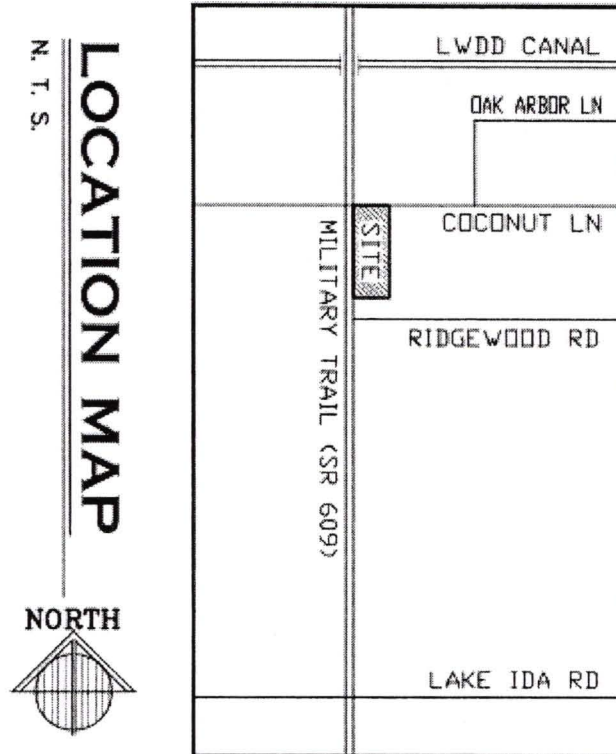 LOCATION MAP
N. T. S.
NORTH
LWDD CANAL
OAK ARBOR LN
COCONUT LN
SITE
MILITARY TRAIL (SR 609)
RIDGEWOOD RD
LAKE IDA RD